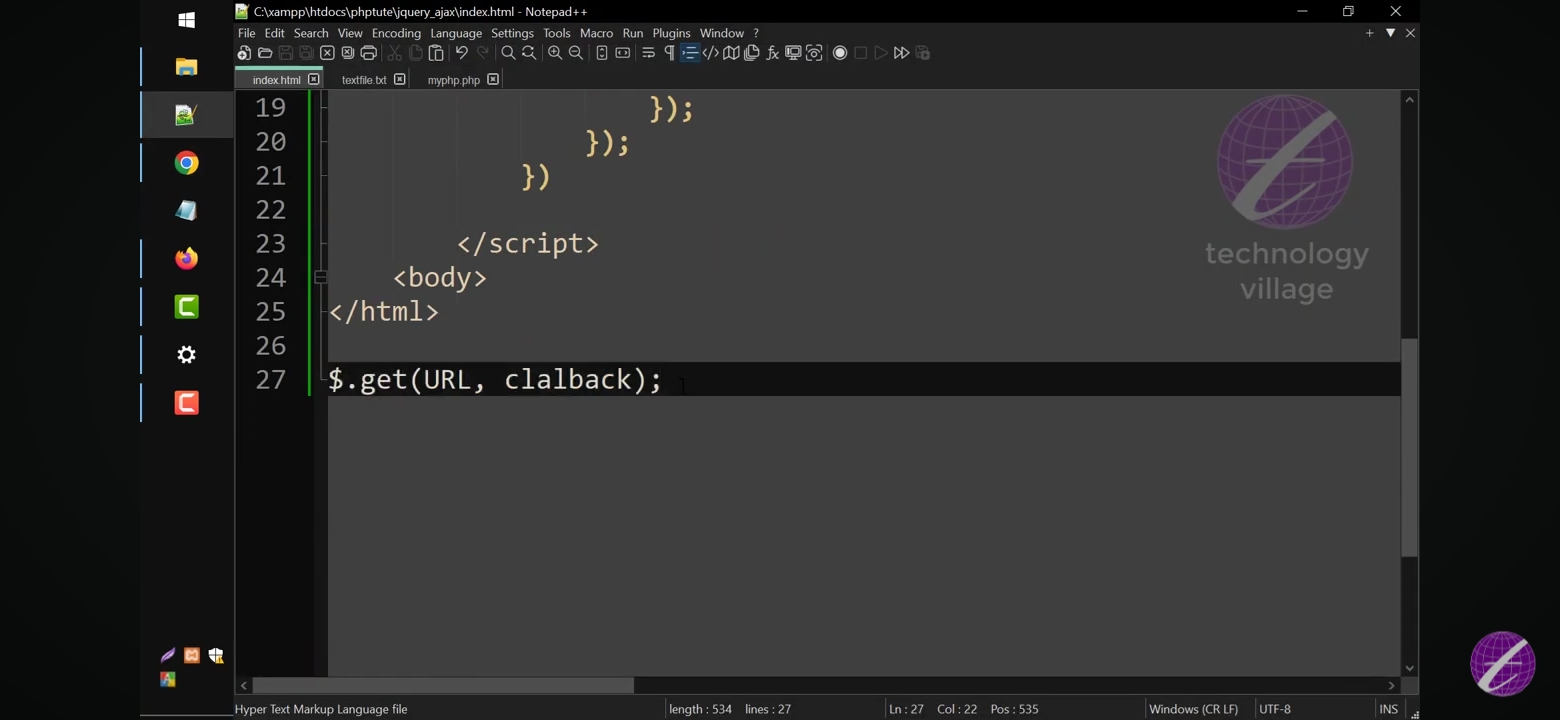 C:\xampp\htdocs\phptute\jquery_ajax\index.html - Notepad++
File Edit Search View Encoding Language Settings Tools Macro Run Plugins Window ?
index.html textfile.txt myphp.php
19 });
20 });
21 })
22
23 </script>
24 <body>
25 </html>
26
27 $.get(URL, clalback);
technology
village
Hyper Text Markup Language file length : 534 lines : 27 Ln : 27 Col : 22 Pos : 535 Windows (CR LF) UTF-8 INS